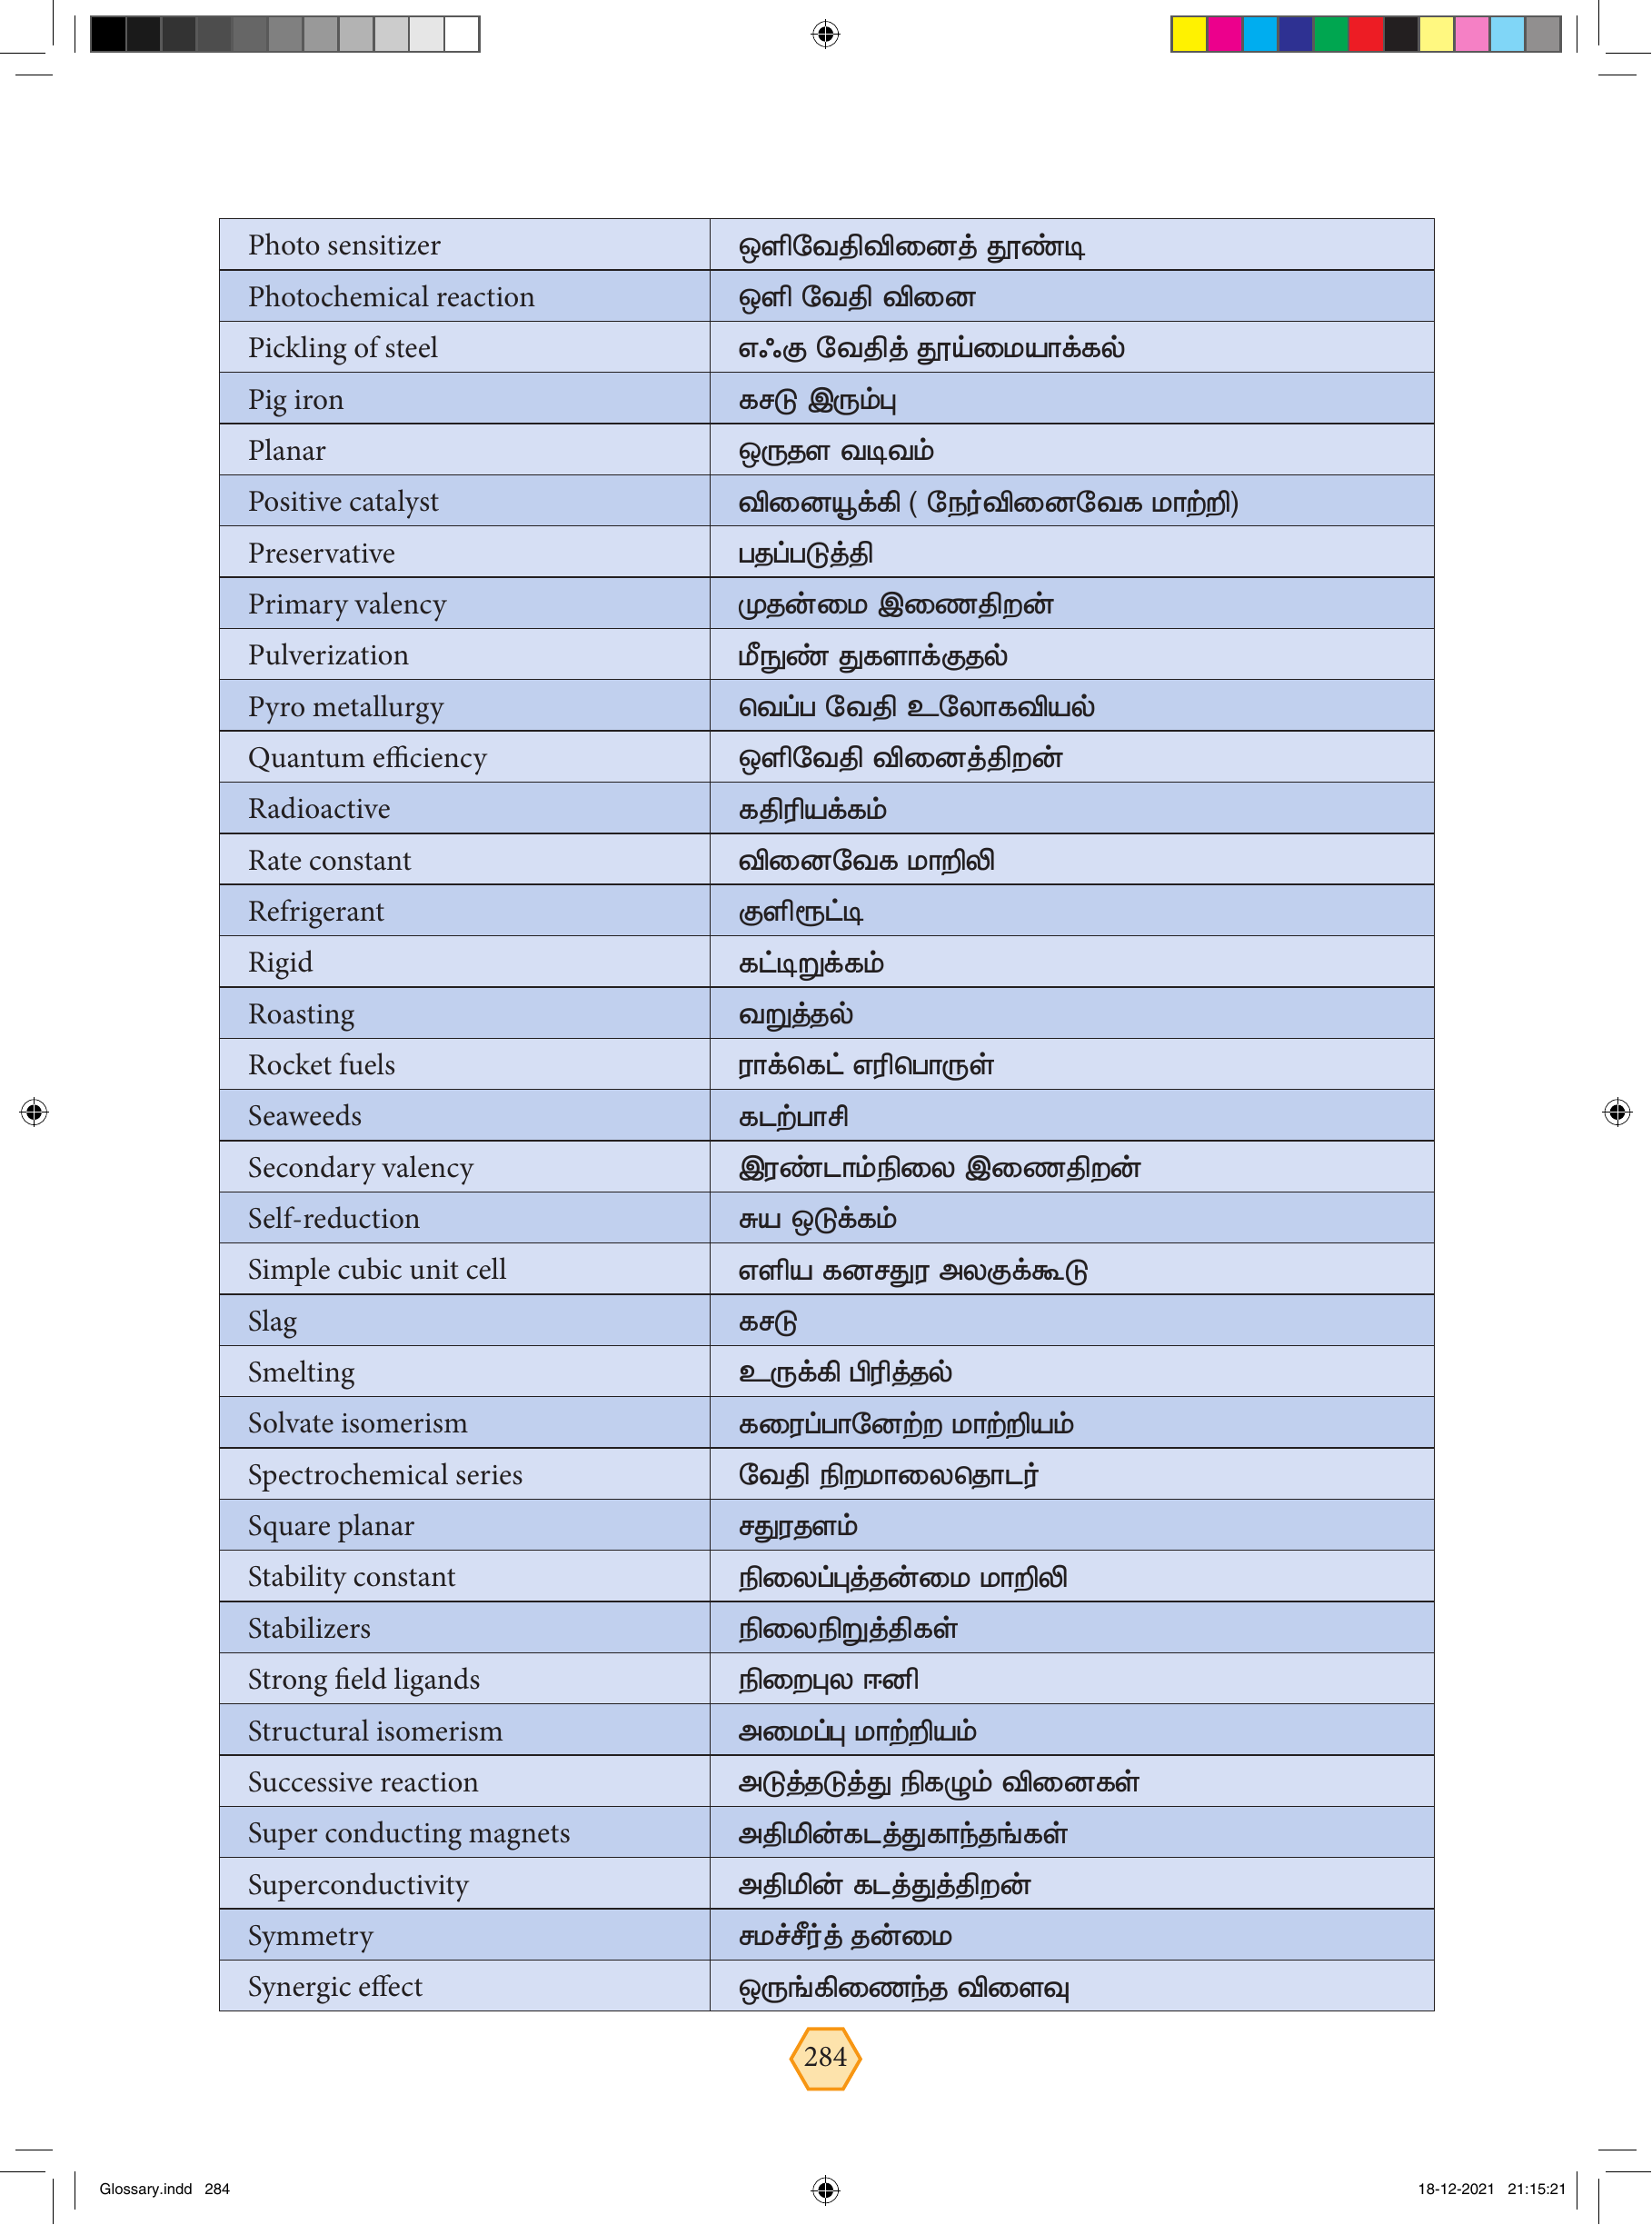 Photo sensitizer ஒளிவேதிவினைத் தூண்டி
Photochemical reaction ஒளி வேதி வினை
Pickling of steel எஃகு வேதித் தூய்மையாக்கல்
Pig iron கசடு இரும்பு
Planar ஒருதள வடிவம்
Positive catalyst வினையூக்கி ( நேர்வினைவேக மாற்றி)
Preservative பதப்படுத்தி
Primary valency முதன்மை இணைதிறன்
Pulverization மீநுண் துகளாக்குதல்
Pyro metallurgy வெப்ப வேதி உலோகவியல்
Quantum efficiency ஒளிவேதி வினைத்திறன்
Radioactive கதிரியக்கம்
Rate constant வினைவேக மாறிலி
Refrigerant குளிரூட்டி
Rigid கட்டிறுக்கம்
Roasting வறுத்தல்
Rocket fuels ராக்கெட் எரிபொருள்
Seaweeds கடற்பாசி
Secondary valency இரண்டாம்நிலை இணைதிறன்
Self-reduction சுய ஒடுக்கம்
Simple cubic unit cell எளிய கனசதுர அலகுக்கூடு
Slag கசடு
Smelting உருக்கி பிரித்தல்
Solvate isomerism கரைப்பானேற்ற மாற்றியம்
Spectrochemical series வேதி நிறமாலைதொடர்
Square planar சதுரதளம்
Stability constant நிலைப்புத்தன்மை மாறிலி
Stabilizers நிலைநிறுத்திகள்
Strong field ligands நிறைபுல ஈனி
Structural isomerism அமைப்பு மாற்றியம்
Successive reaction அடுத்தடுத்து நிகழும் வினைகள்
Super conducting magnets அதிமின்கடத்துகாந்தங்கள்
Superconductivity அதிமின் கடத்துத்திறன்
Symmetry சமச்சீர்த் தன்மை
Synergic effect ஒருங்கிணைந்த விளைவு
284
Glossary.indd 284 18-12-2021 21:15:21